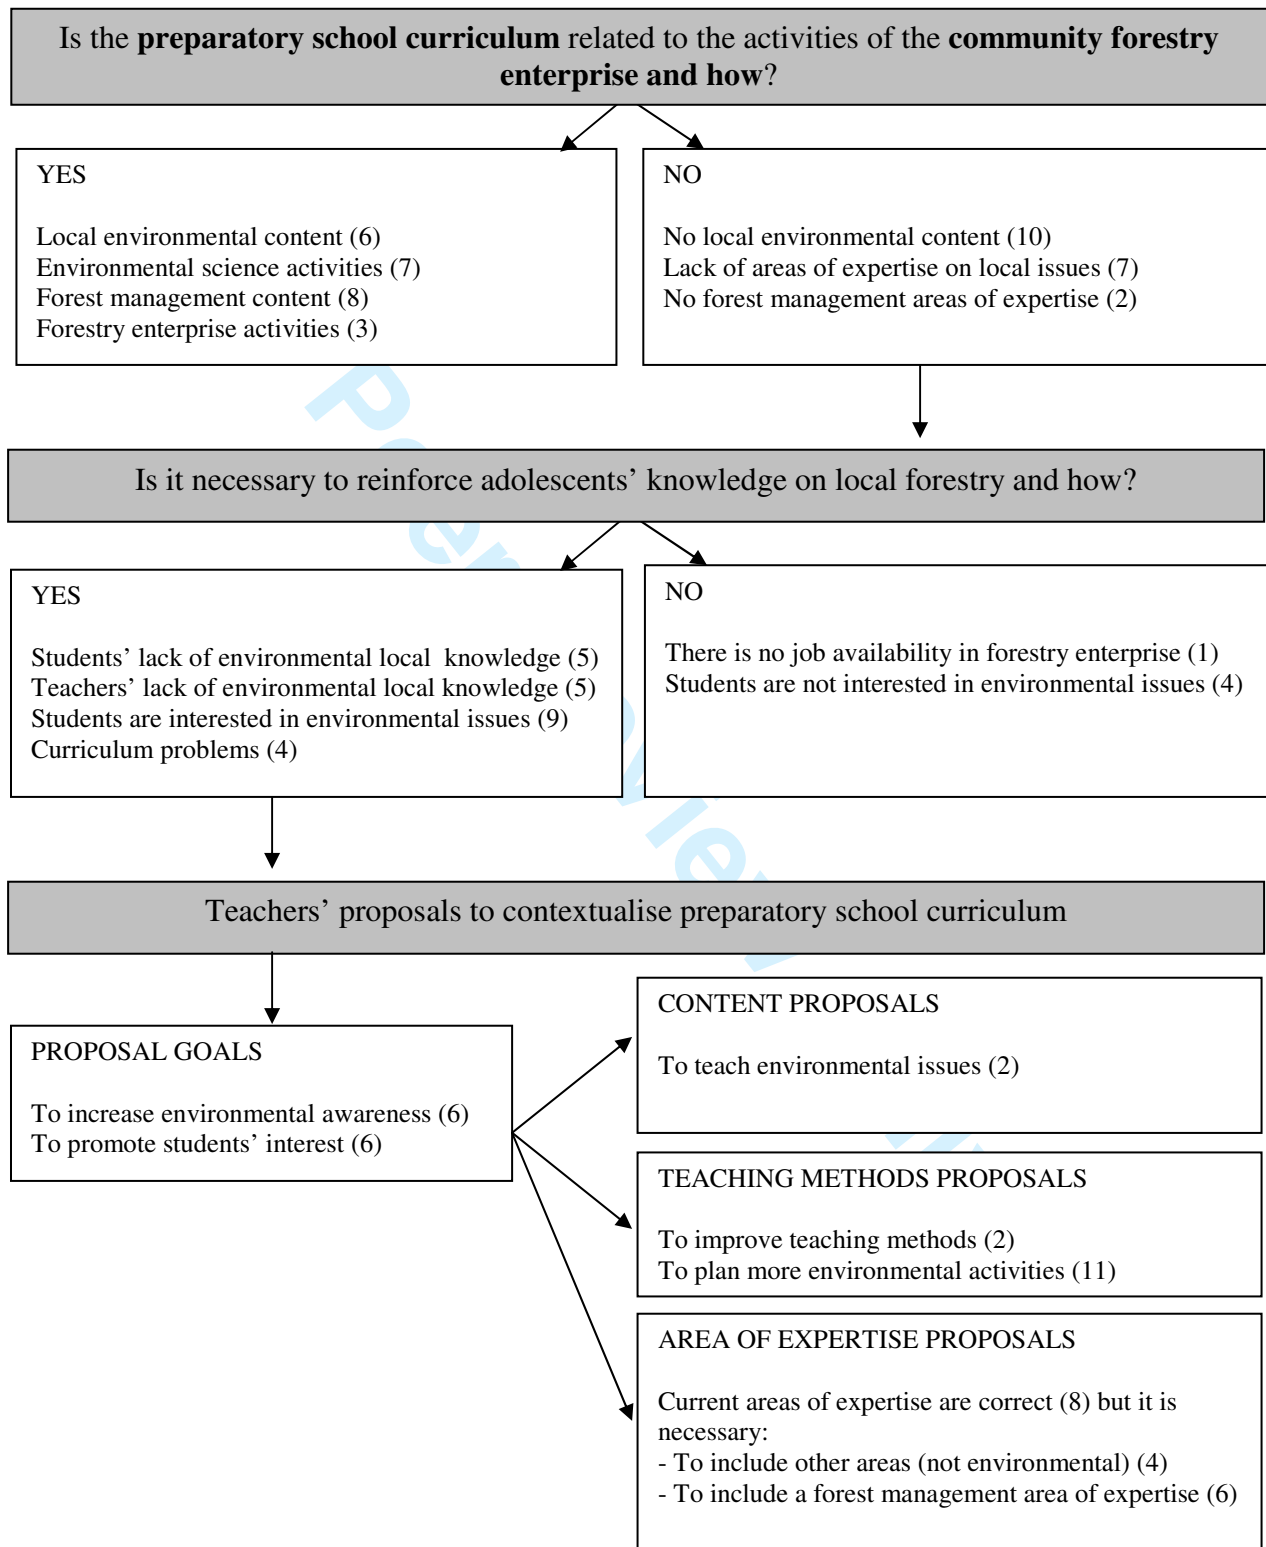 Is the preparatory school curriculum related to the activities of the community forestry
enterprise and how?
YES
Local environmental content (6)
Environmental science activities (7)
Forest management content (8)
Forestry enterprise activities (3)
NO
No local environmental content (10)
Lack of areas of expertise on local issues (7)
No forest management areas of expertise (2)
Is it necessary to reinforce adolescents’ knowledge on local forestry and how?
YES
Students’ lack of environmental local knowledge (5)
Teachers’ lack of environmental local knowledge (5)
Students are interested in environmental issues (9)
Curriculum problems (4)
NO
There is no job availability in forestry enterprise (1)
Students are not interested in environmental issues (4)
Teachers’ proposals to contextualise preparatory school curriculum
PROPOSAL GOALS
To increase environmental awareness (6)
To promote students’ interest (6)
CONTENT PROPOSALS
To teach environmental issues (2)
TEACHING METHODS PROPOSALS
To improve teaching methods (2)
To plan more environmental activities (11)
AREA OF EXPERTISE PROPOSALS
Current areas of expertise are correct (8) but it is
necessary:
- To include other areas (not environmental) (4)
- To include a forest management area of expertise (6)